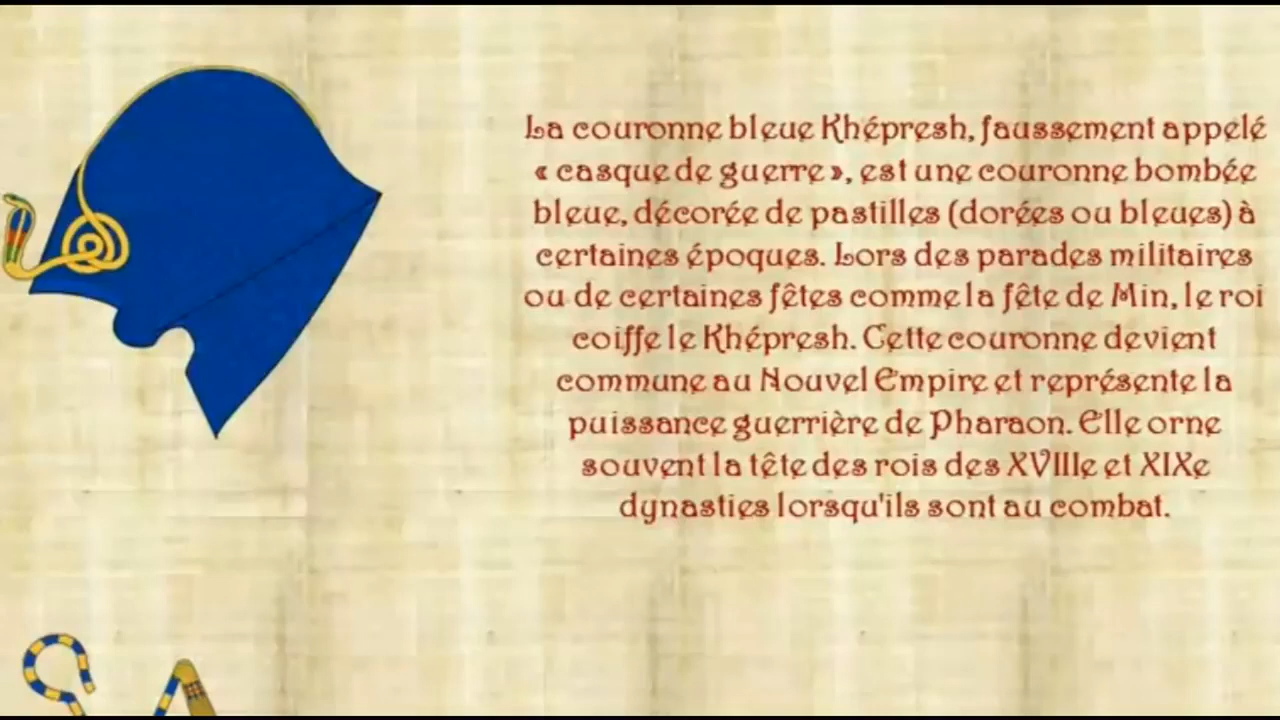 La couronne bleue Khépresh, faussement appelé
« casque de guerre », est une couronne bombée
bleue, décorée de pastilles (dorées ou bleues) à
certaines époques. Lors des parades militaires
ou de certaines fêtes comme la fête de Min, le roi
coiffe le Khépresh. Cette couronne devient
commune au Nouvel Empire et représente la
puissance guerrière de Pharaon. Elle orne
souvent la tête des rois des XVIIIe et XIXe
dynasties lorsqu'ils sont au combat.